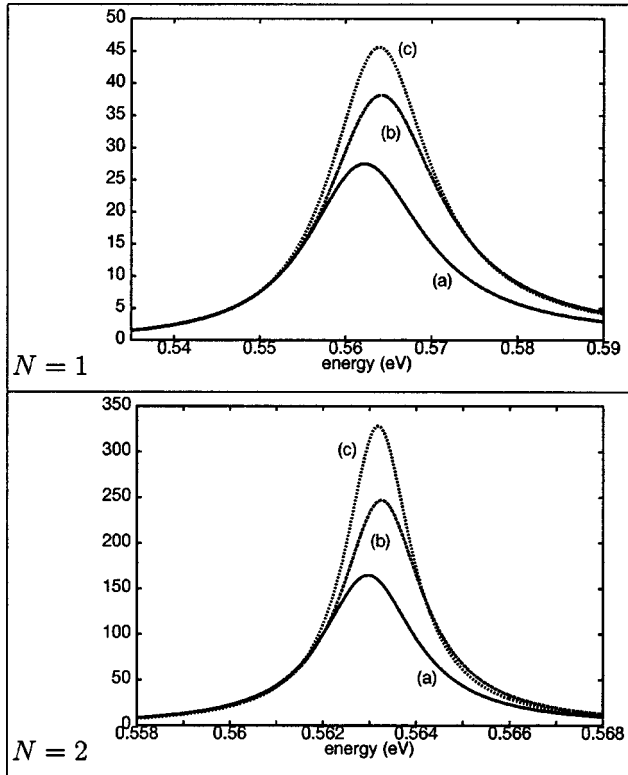 50
45
40
35
30
25
20
15
10
5
0
(c)
(b)
(a)
0.54 0.55 0.56 0.57 0.58 0.59
energy (eV)
N = 1
350
300
250
200
150
100
50
0
(c)
(b)
(a)
0.558 0.56 0.562 0.564 0.566 0.568
energy (eV)
N = 2